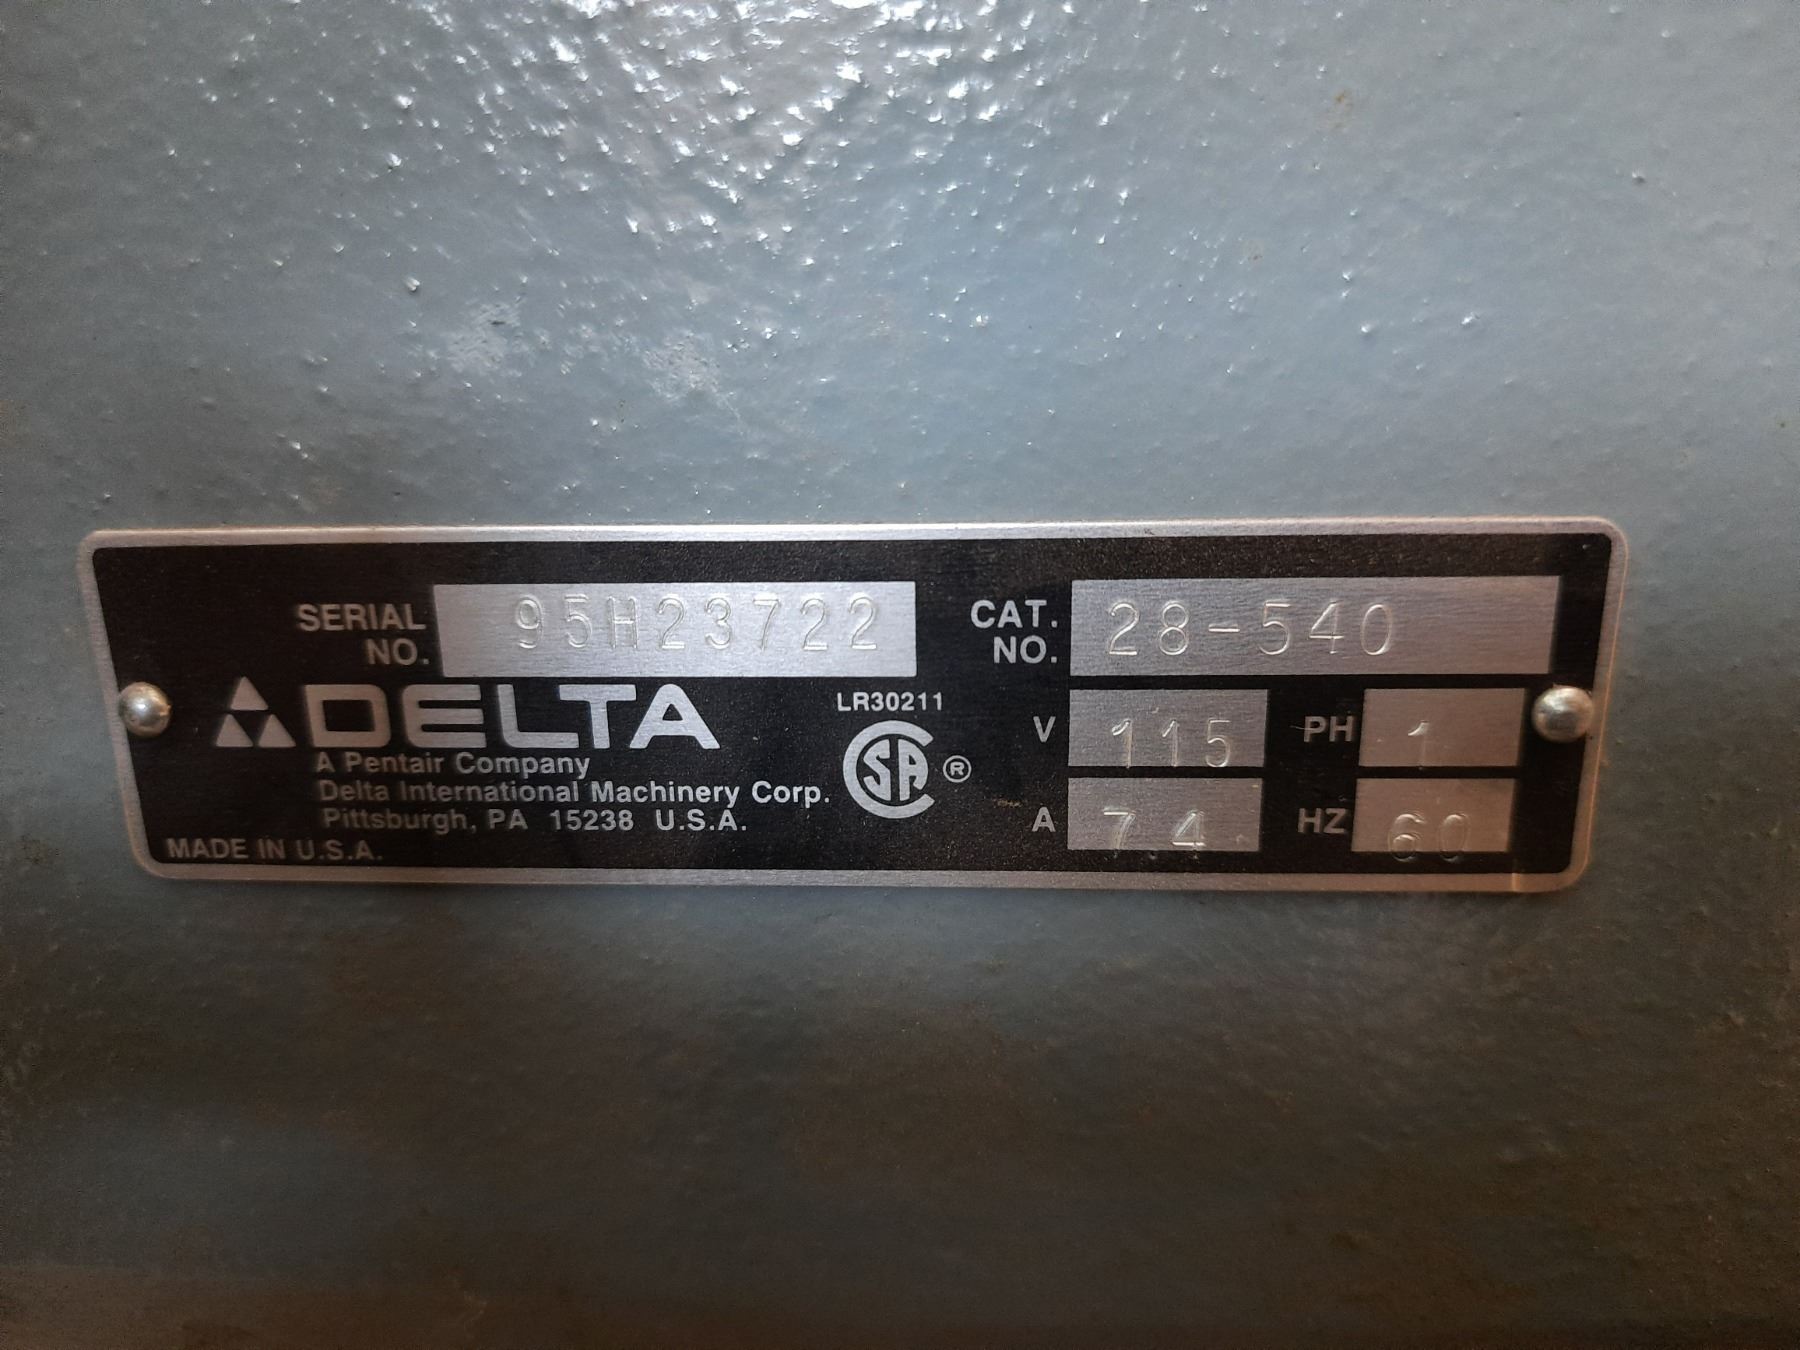 SERIAL NO. 95H23722
CAT. NO. 28-540
DELTA
LR30211
V 115 PH 1
A Pentair Company
Delta International Machinery Corp.
SA ®
Pittsburgh, PA 15238 U.S.A.
A 7.4 HZ 60
MADE IN U.S.A.